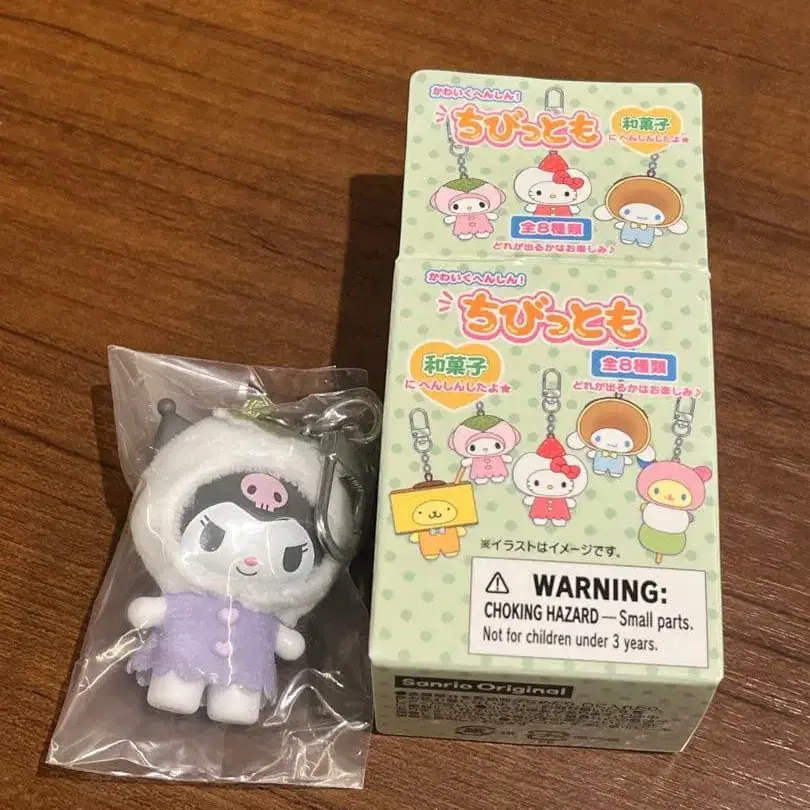 かわいくへんしん!
ちびっとも
和菓子
にへんしんしたよ★
全8種類
どれが出るかはお楽しみ♪
かわいくへんしん!
ちびっとも
和菓子
にへんしんしたよ★
全8種類
どれが出るかはお楽しみ♪
※イラストはイメージです。
WARNING:
CHOKING HAZARD—Small parts.
Not for children under 3 years.
Sanrio Original